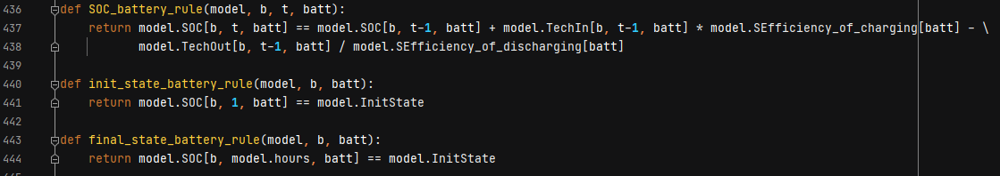 436 def SOC_battery_rule(model, b, t, batt):
437     return model.SOC[b, t, batt] == model.SOC[b, t-1, batt] + model.TechIn[b, t-1, batt] * model.SEfficiency_of_charging[batt] - \
438            model.TechOut[b, t-1, batt] / model.SEfficiency_of_discharging[batt]
439
440 def init_state_battery_rule(model, b, batt):
441     return model.SOC[b, 1, batt] == model.InitState
442
443 def final_state_battery_rule(model, b, batt):
444     return model.SOC[b, model.hours, batt] == model.InitState